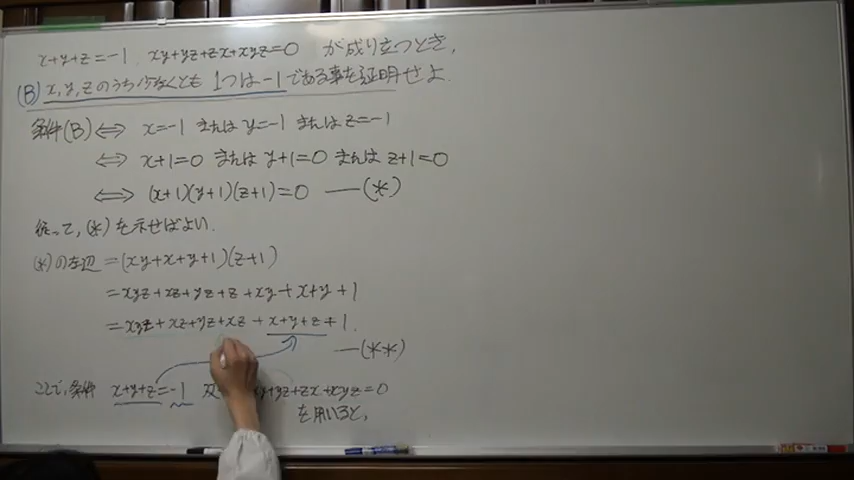 x+y+z=-1, xy+yz+zx+xyz=0 が成り立つとき,
(B) x,y,zのうち少なくとも 1つは-1である事を証明せよ.
条件(B) ⇔ x=-1 または y=-1 または z=-1
⇔ x+1=0 または y+1=0 または z+1=0
⇔ (x+1)(y+1)(z+1)=0 —(*)
従って, (*)を示せばよい.
(*)の左辺 =(xy+x+y+1)(z+1)
=xyz+xz+yz+z+xy+x+y+1
=xyz+xz+yz+xz+x+y+z+1.
—(**)
ここで, 条件 x+y+z=-1 xy+yz+zx+xyz=0
を用いると,